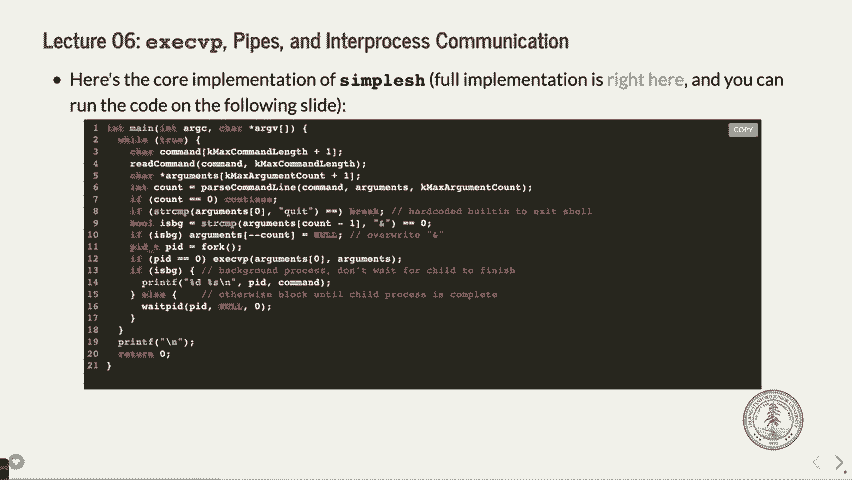 Lecture 06: execvp, Pipes, and Interprocess Communication
• Here's the core implementation of simplesh (full implementation is right here, and you can
run the code on the following slide):
COPY
1 int main(int argc, char *argv[]) {
2 while (true) {
3 char command[kMaxCommandLength + 1];
4 readCommand(command, kMaxCommandLength);
5 char *arguments[kMaxArgumentCount + 1];
6 int count = parseCommandLine(command, arguments, kMaxArgumentCount);
7 if (count == 0) continue;
8 if (strcmp(arguments[0], "quit") ==) break; // hardcoded builtin to exit shell
9 bool isbg = strcmp(arguments[count - 1], "&") == 0;
10 if (isbg) arguments[--count] = NULL; // overwrite "&"
11 pid_t pid = fork();
12 if (pid == 0) execvp(arguments[0], arguments);
13 if (isbg) { // background process, don't wait for child to finish
14 printf("%d %s\n", pid, command);
15 } else { // otherwise block until child process is complete
16 waitpid(pid, NULL, 0);
17 }
18 }
19 printf("\n");
20 return 0;
21 }